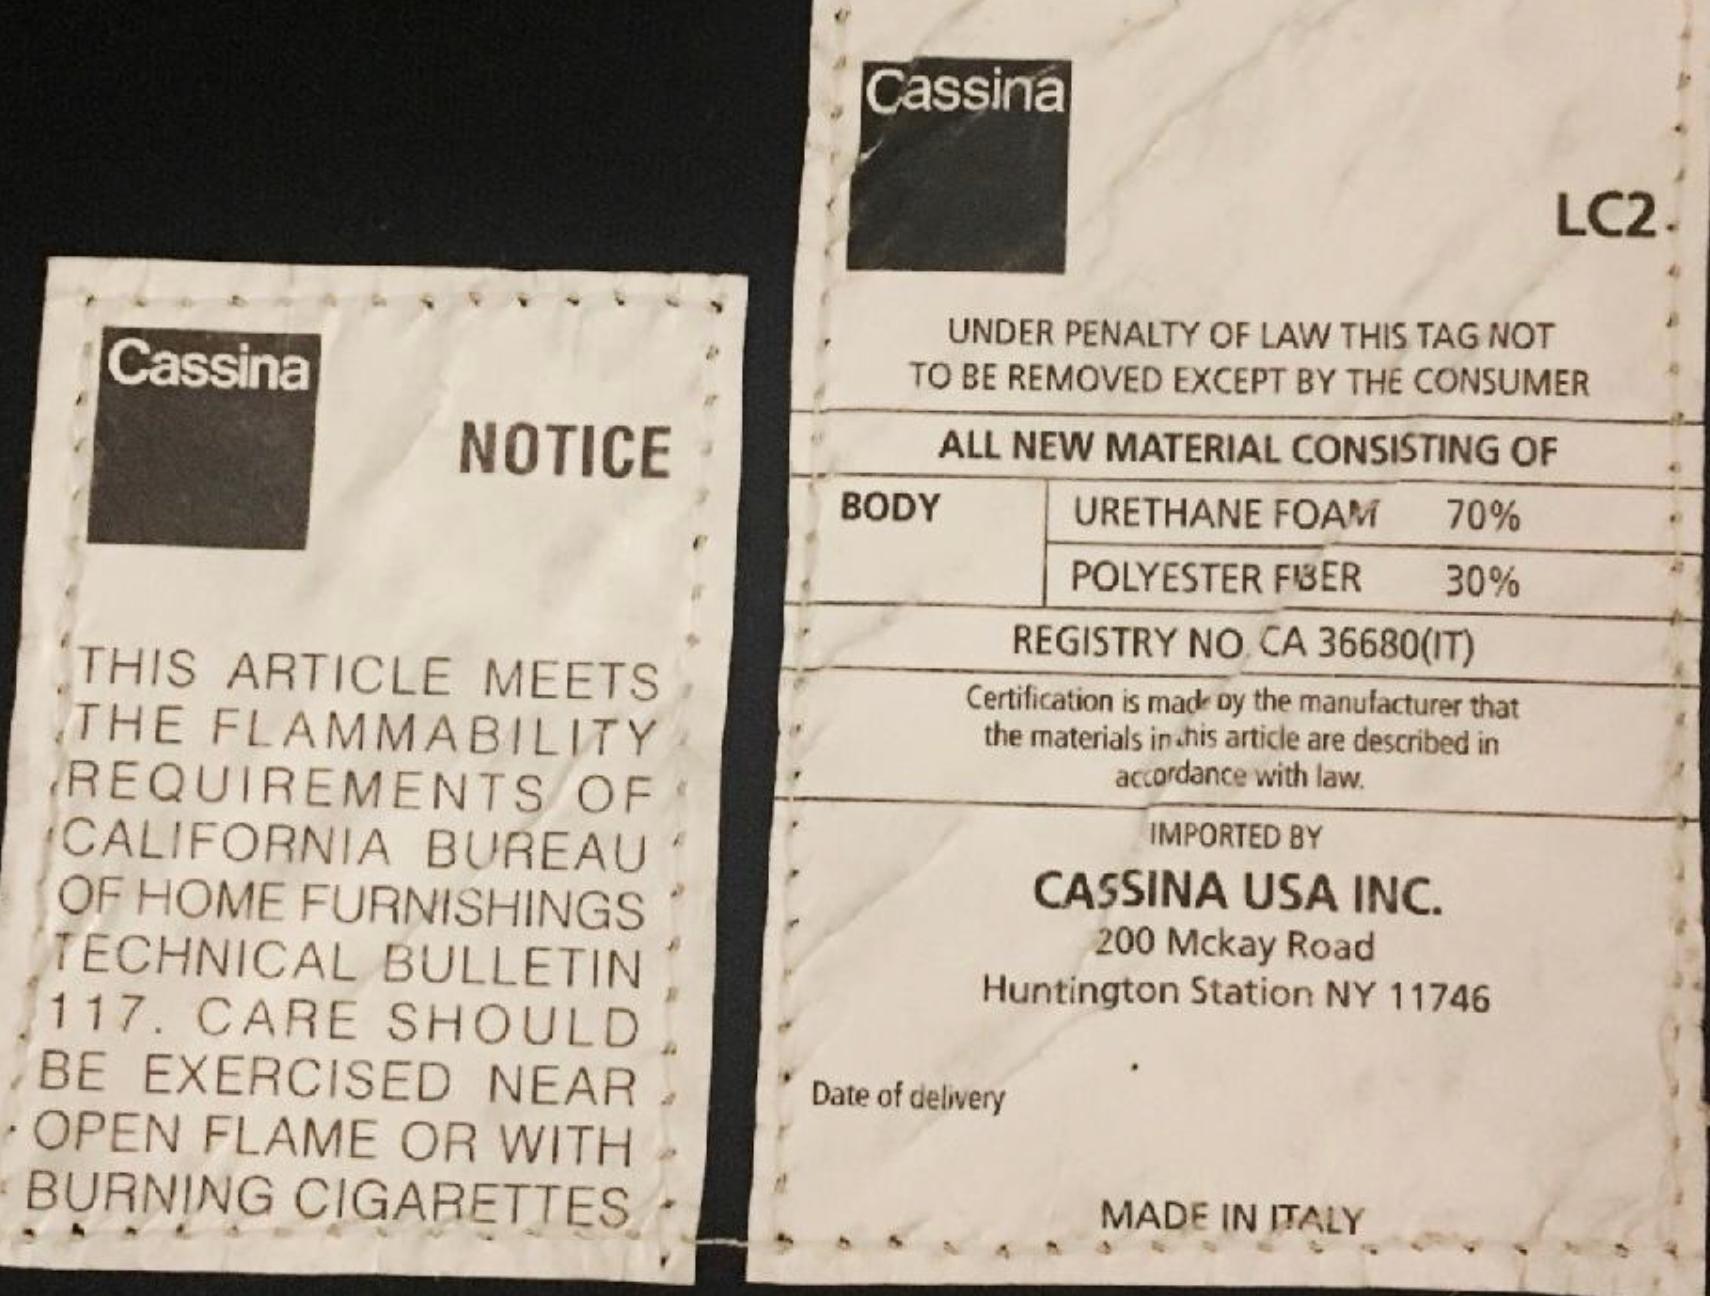 Cassina
NOTICE
THIS ARTICLE MEETS
THE FLAMMABILITY
REQUIREMENTS OF
CALIFORNIA BUREAU
OF HOME FURNISHINGS
TECHNICAL BULLETIN
117. CARE SHOULD
BE EXERCISED NEAR
OPEN FLAME OR WITH
BURNING CIGARETTES
Cassina
LC2
UNDER PENALTY OF LAW THIS TAG NOT
TO BE REMOVED EXCEPT BY THE CONSUMER
ALL NEW MATERIAL CONSISTING OF
BODY URETHANE FOAM 70%
POLYESTER FIBER 30%
REGISTRY NO. CA 36680(IT)
Certification is made by the manufacturer that
the materials in this article are described in
accordance with law.
IMPORTED BY
CASSINA USA INC.
200 Mckay Road
Huntington Station NY 11746
Date of delivery
MADE IN ITALY